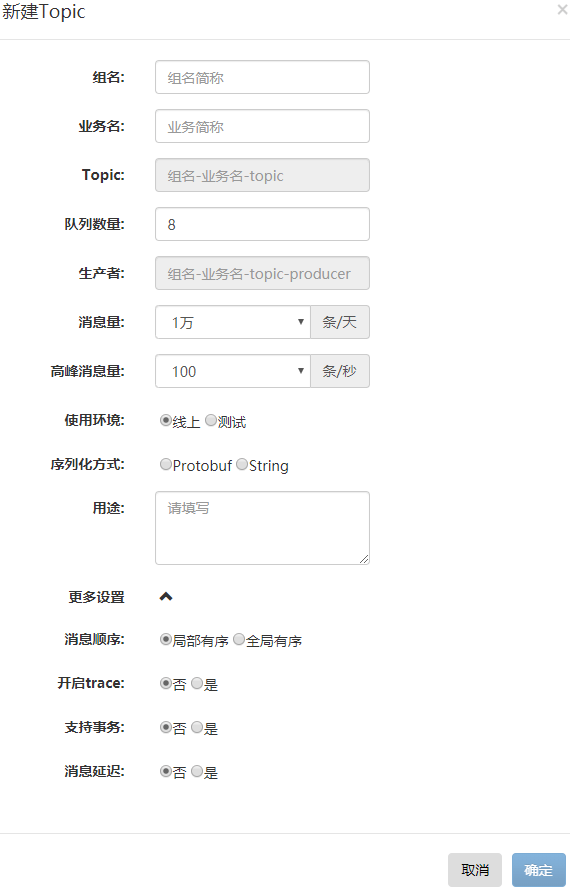 新建Topic ×
组名: 组名简称
业务名: 业务简称
Topic: 组名-业务名-topic
队列数量: 8
生产者: 组名-业务名-topic-producer
消息量: 1万 条/天
高峰消息量: 100 条/秒
使用环境: 线上 测试
序列化方式: Protobuf String
用途: 请填写
更多设置
消息顺序: 局部有序 全局有序
开启trace: 否 是
支持事务: 否 是
消息延迟: 否 是
取消 确定